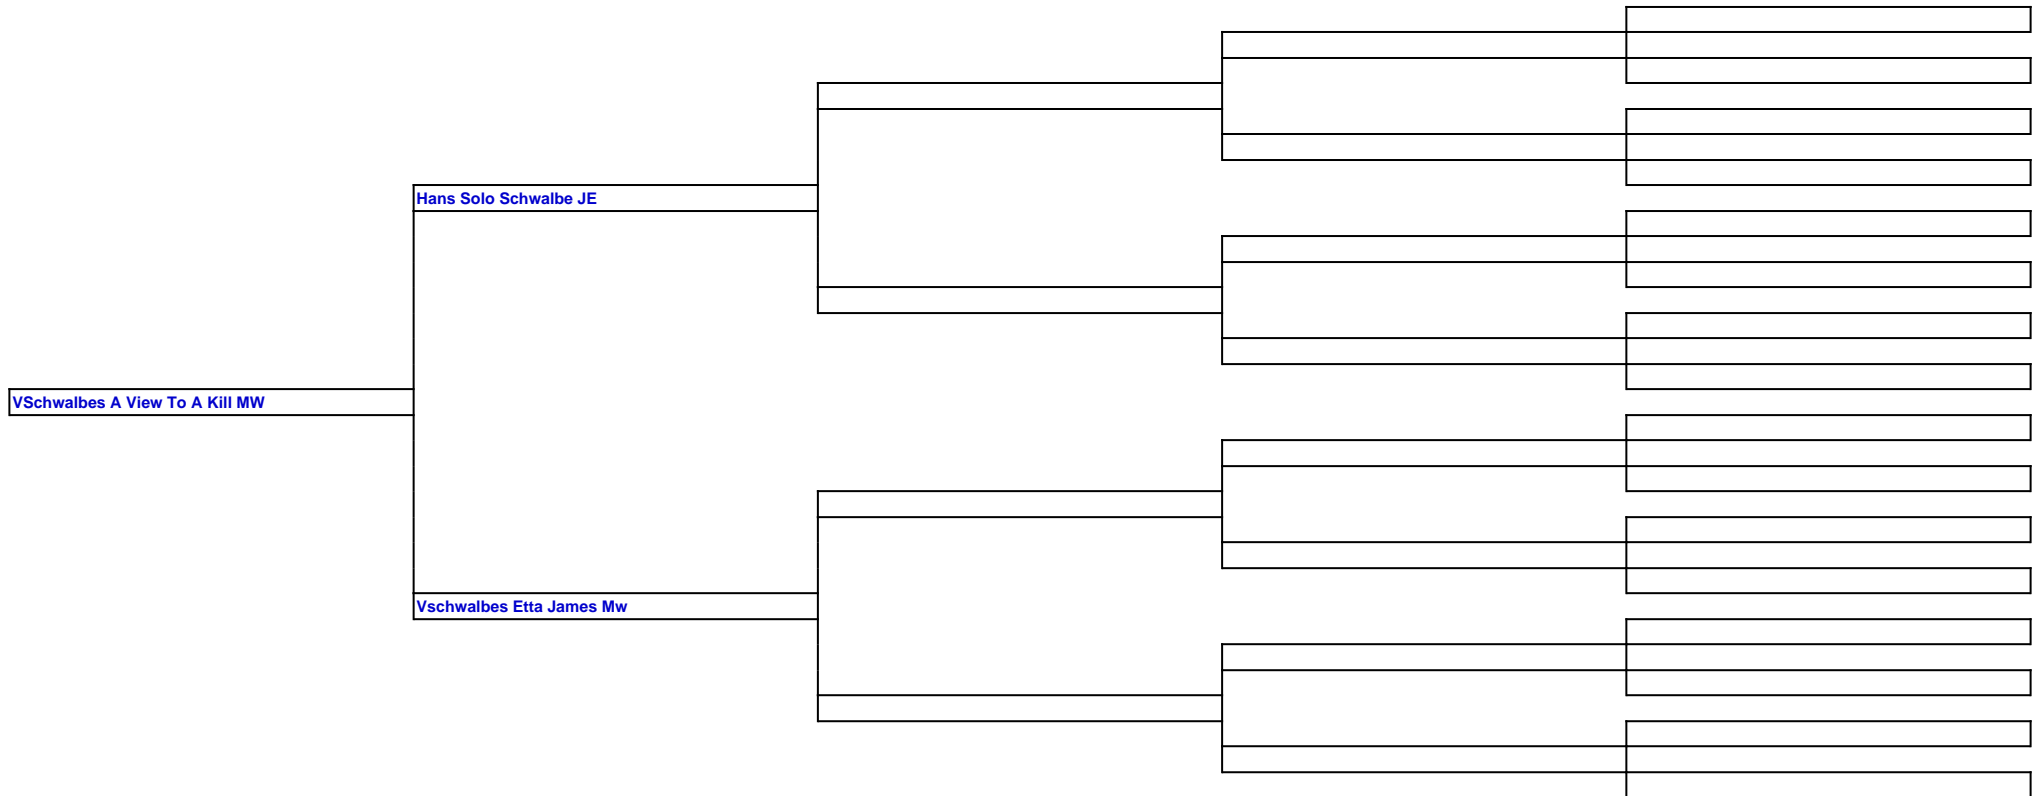 Hans Solo Schwalbe JE
VSchwalbes A View To A Kill MW
Vschwalbes Etta James Mw